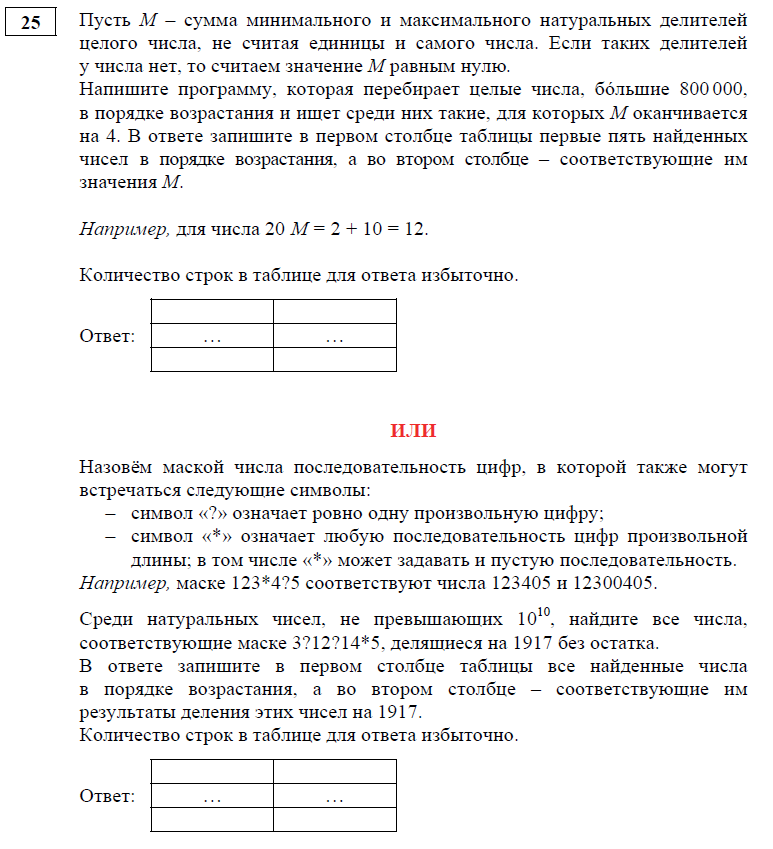 25
Пусть M – сумма минимального и максимального натуральных делителей
целого числа, не считая единицы и самого числа. Если таких делителей
у числа нет, то считаем значение M равным нулю.
Напишите программу, которая перебирает целые числа, бо́льшие 800 000,
в порядке возрастания и ищет среди них такие, для которых M оканчивается
на 4. В ответе запишите в первом столбце таблицы первые пять найденных
чисел в порядке возрастания, а во втором столбце – соответствующие им
значения M.
Например, для числа 20 M = 2 + 10 = 12.
Количество строк в таблице для ответа избыточно.
Ответ: … …
ИЛИ
Назовём маской числа последовательность цифр, в которой также могут
встречаться следующие символы:
– символ «?» означает ровно одну произвольную цифру;
– символ «*» означает любую последовательность цифр произвольной
длины; в том числе «*» может задавать и пустую последовательность.
Например, маске 123*4?5 соответствуют числа 123405 и 12300405.
Среди натуральных чисел, не превышающих 10¹⁰, найдите все числа,
соответствующие маске 3?12?14*5, делящиеся на 1917 без остатка.
В ответе запишите в первом столбце таблицы все найденные числа
в порядке возрастания, а во втором столбце – соответствующие им
результаты деления этих чисел на 1917.
Количество строк в таблице для ответа избыточно.
Ответ: … …